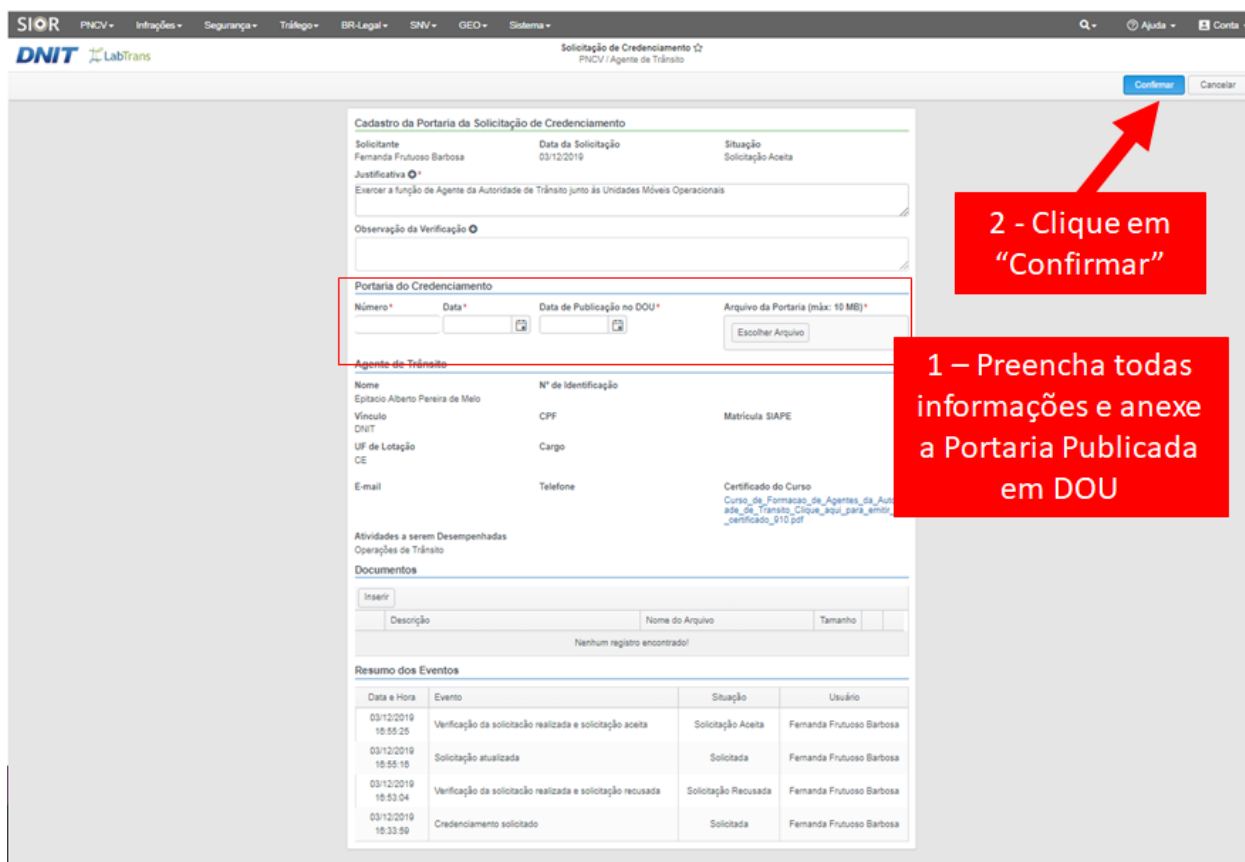 SIOR PNCV Infrações Segurança Tráfego BR-Legal SNV GEO Sistema Ajuda Conta
DNIT LabTrans
Solicitação de Credenciamento
PNCV / Agente de Trânsito
Confirmar Cancelar
Cadastro da Portaria da Solicitação de Credenciamento
Solicitante Data da Solicitação Situação
Fernanda Frutuoso Barbosa 03/12/2019 Solicitação Aceita
Justificativa *
Exercer a função de Agente da Autoridade de Trânsito junto ás Unidades Móveis Operacionais
Observação da Verificação
2 - Clique em
“Confirmar”
Portaria do Credenciamento
Número * Data * Data de Publicação no DOU * Arquivo da Portaria (máx: 10 MB) *
Escolher Arquivo
1 – Preencha todas
informações e anexe
a Portaria Publicada
em DOU
Agente de Trânsito
Nome Nº de Identificação
Epitacio Alberto Pereira de Melo
Vínculo CPF Matrícula SIAPE
DNIT
UF de Lotação Cargo
CE
E-mail Telefone Certificado do Curso
Curso_de_Formacao_de_Agentes_da_Auto
ade_de_Transito_Clique_aqui_para_emitir_
_certificado_910.pdf
Atividades a serem Desempenhadas
Operações de Trânsito
Documentos
Inserir
Descrição Nome do Arquivo Tamanho
Nenhum registro encontrado!
Resumo dos Eventos
Data e Hora Evento Situação Usuário
03/12/2019
16:55:25 Verificação da solicitação realizada e solicitação aceita Solicitação Aceita Fernanda Frutuoso Barbosa
03/12/2019
16:55:16 Solicitação atualizada Solicitada Fernanda Frutuoso Barbosa
03/12/2019
16:53:04 Verificação da solicitação realizada e solicitação recusada Solicitação Recusada Fernanda Frutuoso Barbosa
03/12/2019
16:33:59 Credenciamento solicitado Solicitada Fernanda Frutuoso Barbosa